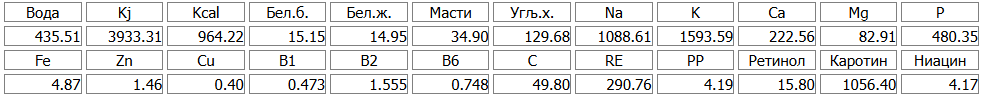 Вода Kj Kcal Бел.б. Бел.ж. Масти Угљ.х. Na K Ca Mg P
435.51 3933.31 964.22 15.15 14.95 34.90 129.68 1088.61 1593.59 222.56 82.91 480.35
Fe Zn Cu B1 B2 B6 C RE PP Ретинол Каротин Ниацин
4.87 1.46 0.40 0.473 1.555 0.748 49.80 290.76 4.19 15.80 1056.40 4.17